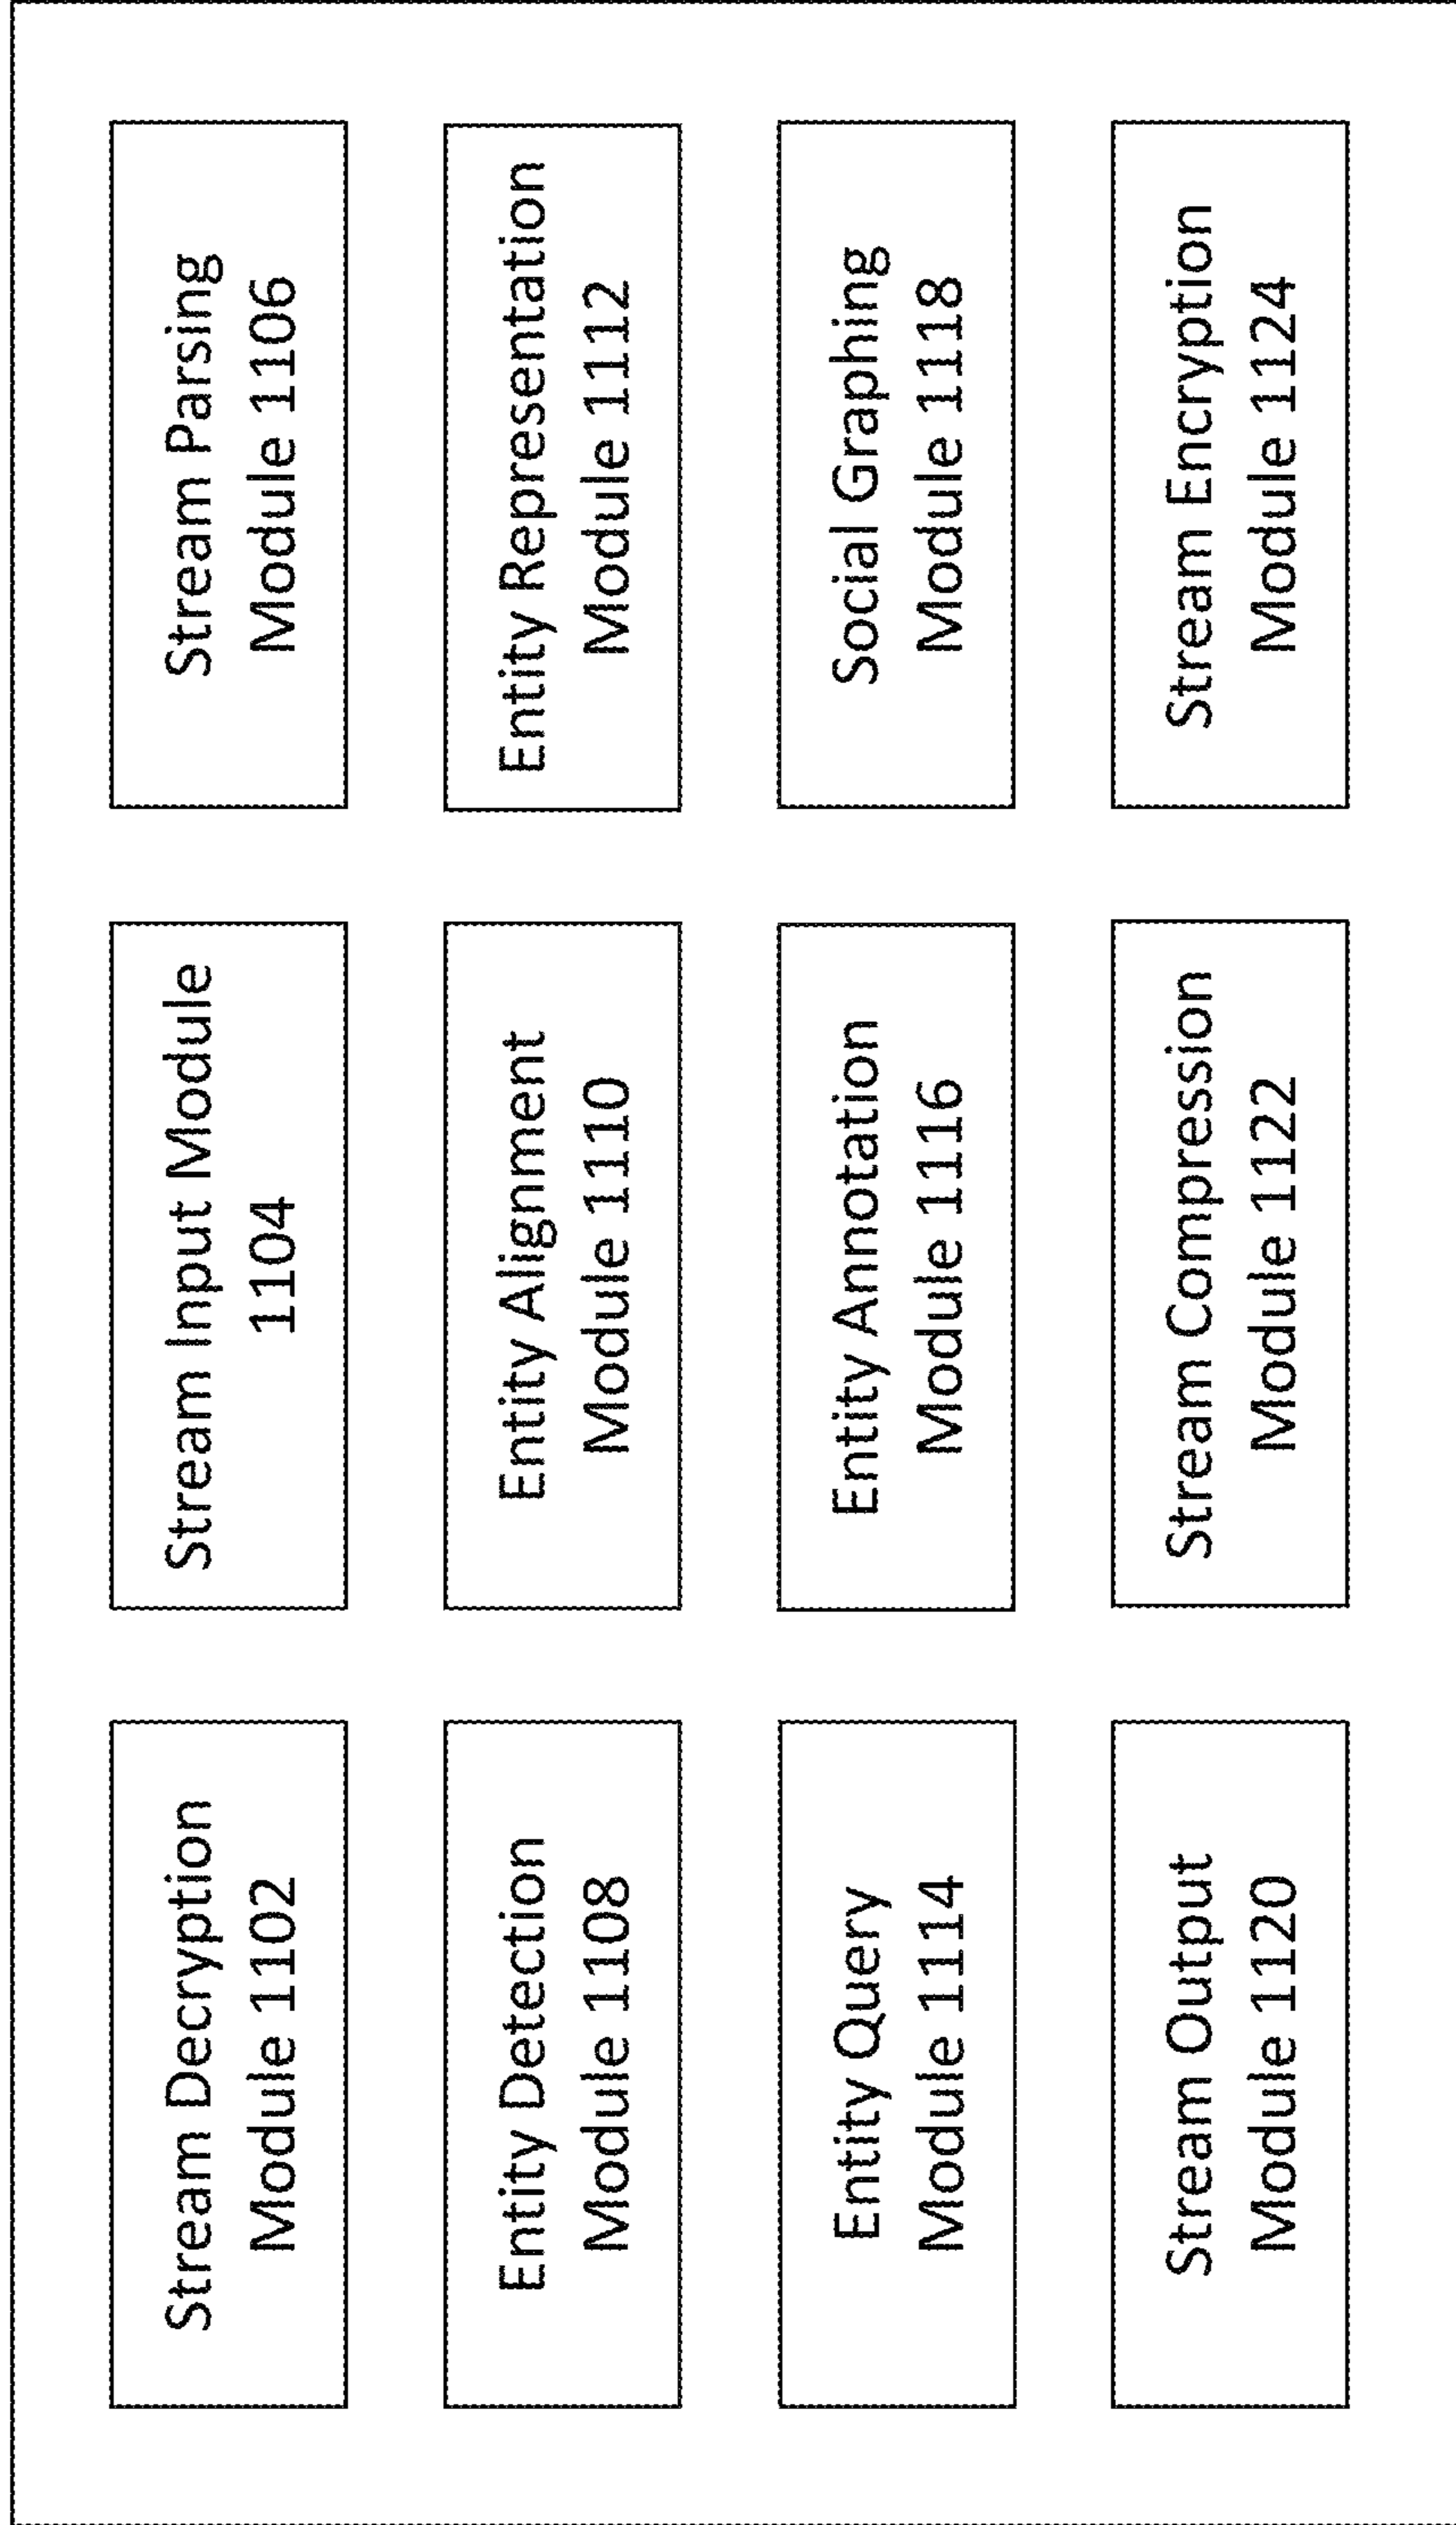 Stream Decryption
Module 1102
Stream Input Module
1104
Stream Parsing
Module 1106
Entity Detection
Module 1108
Entity Alignment
Module 1110
Entity Representation
Module 1112
Entity Query
Module 1114
Entity Annotation
Module 1116
Social Graphing
Module 1118
Stream Output
Module 1120
Stream Compression
Module 1122
Stream Encryption
Module 1124